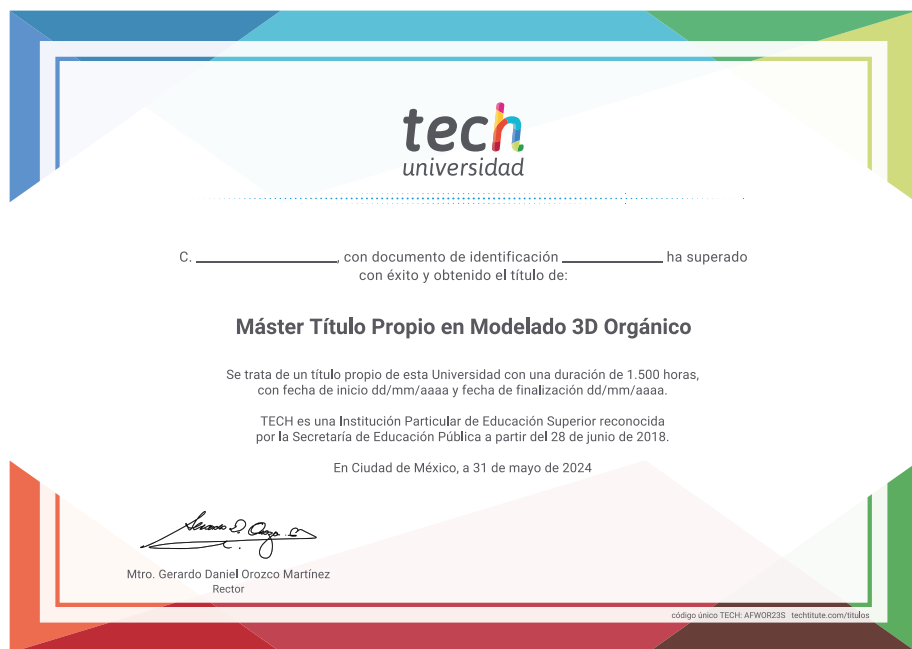 tech
universidad
C. ________________, con documento de identificación ____________ ha superado
con éxito y obtenido el título de:
Máster Título Propio en Modelado 3D Orgánico
Se trata de un título propio de esta Universidad con una duración de 1.500 horas,
con fecha de inicio dd/mm/aaaa y fecha de finalización dd/mm/aaaa.
TECH es una Institución Particular de Educación Superior reconocida
por la Secretaría de Educación Pública a partir del 28 de junio de 2018.
En Ciudad de México, a 31 de mayo de 2024
Mtro. Gerardo Daniel Orozco Martínez
Rector
código único TECH: AFWOR23S techtitute.com/titulos